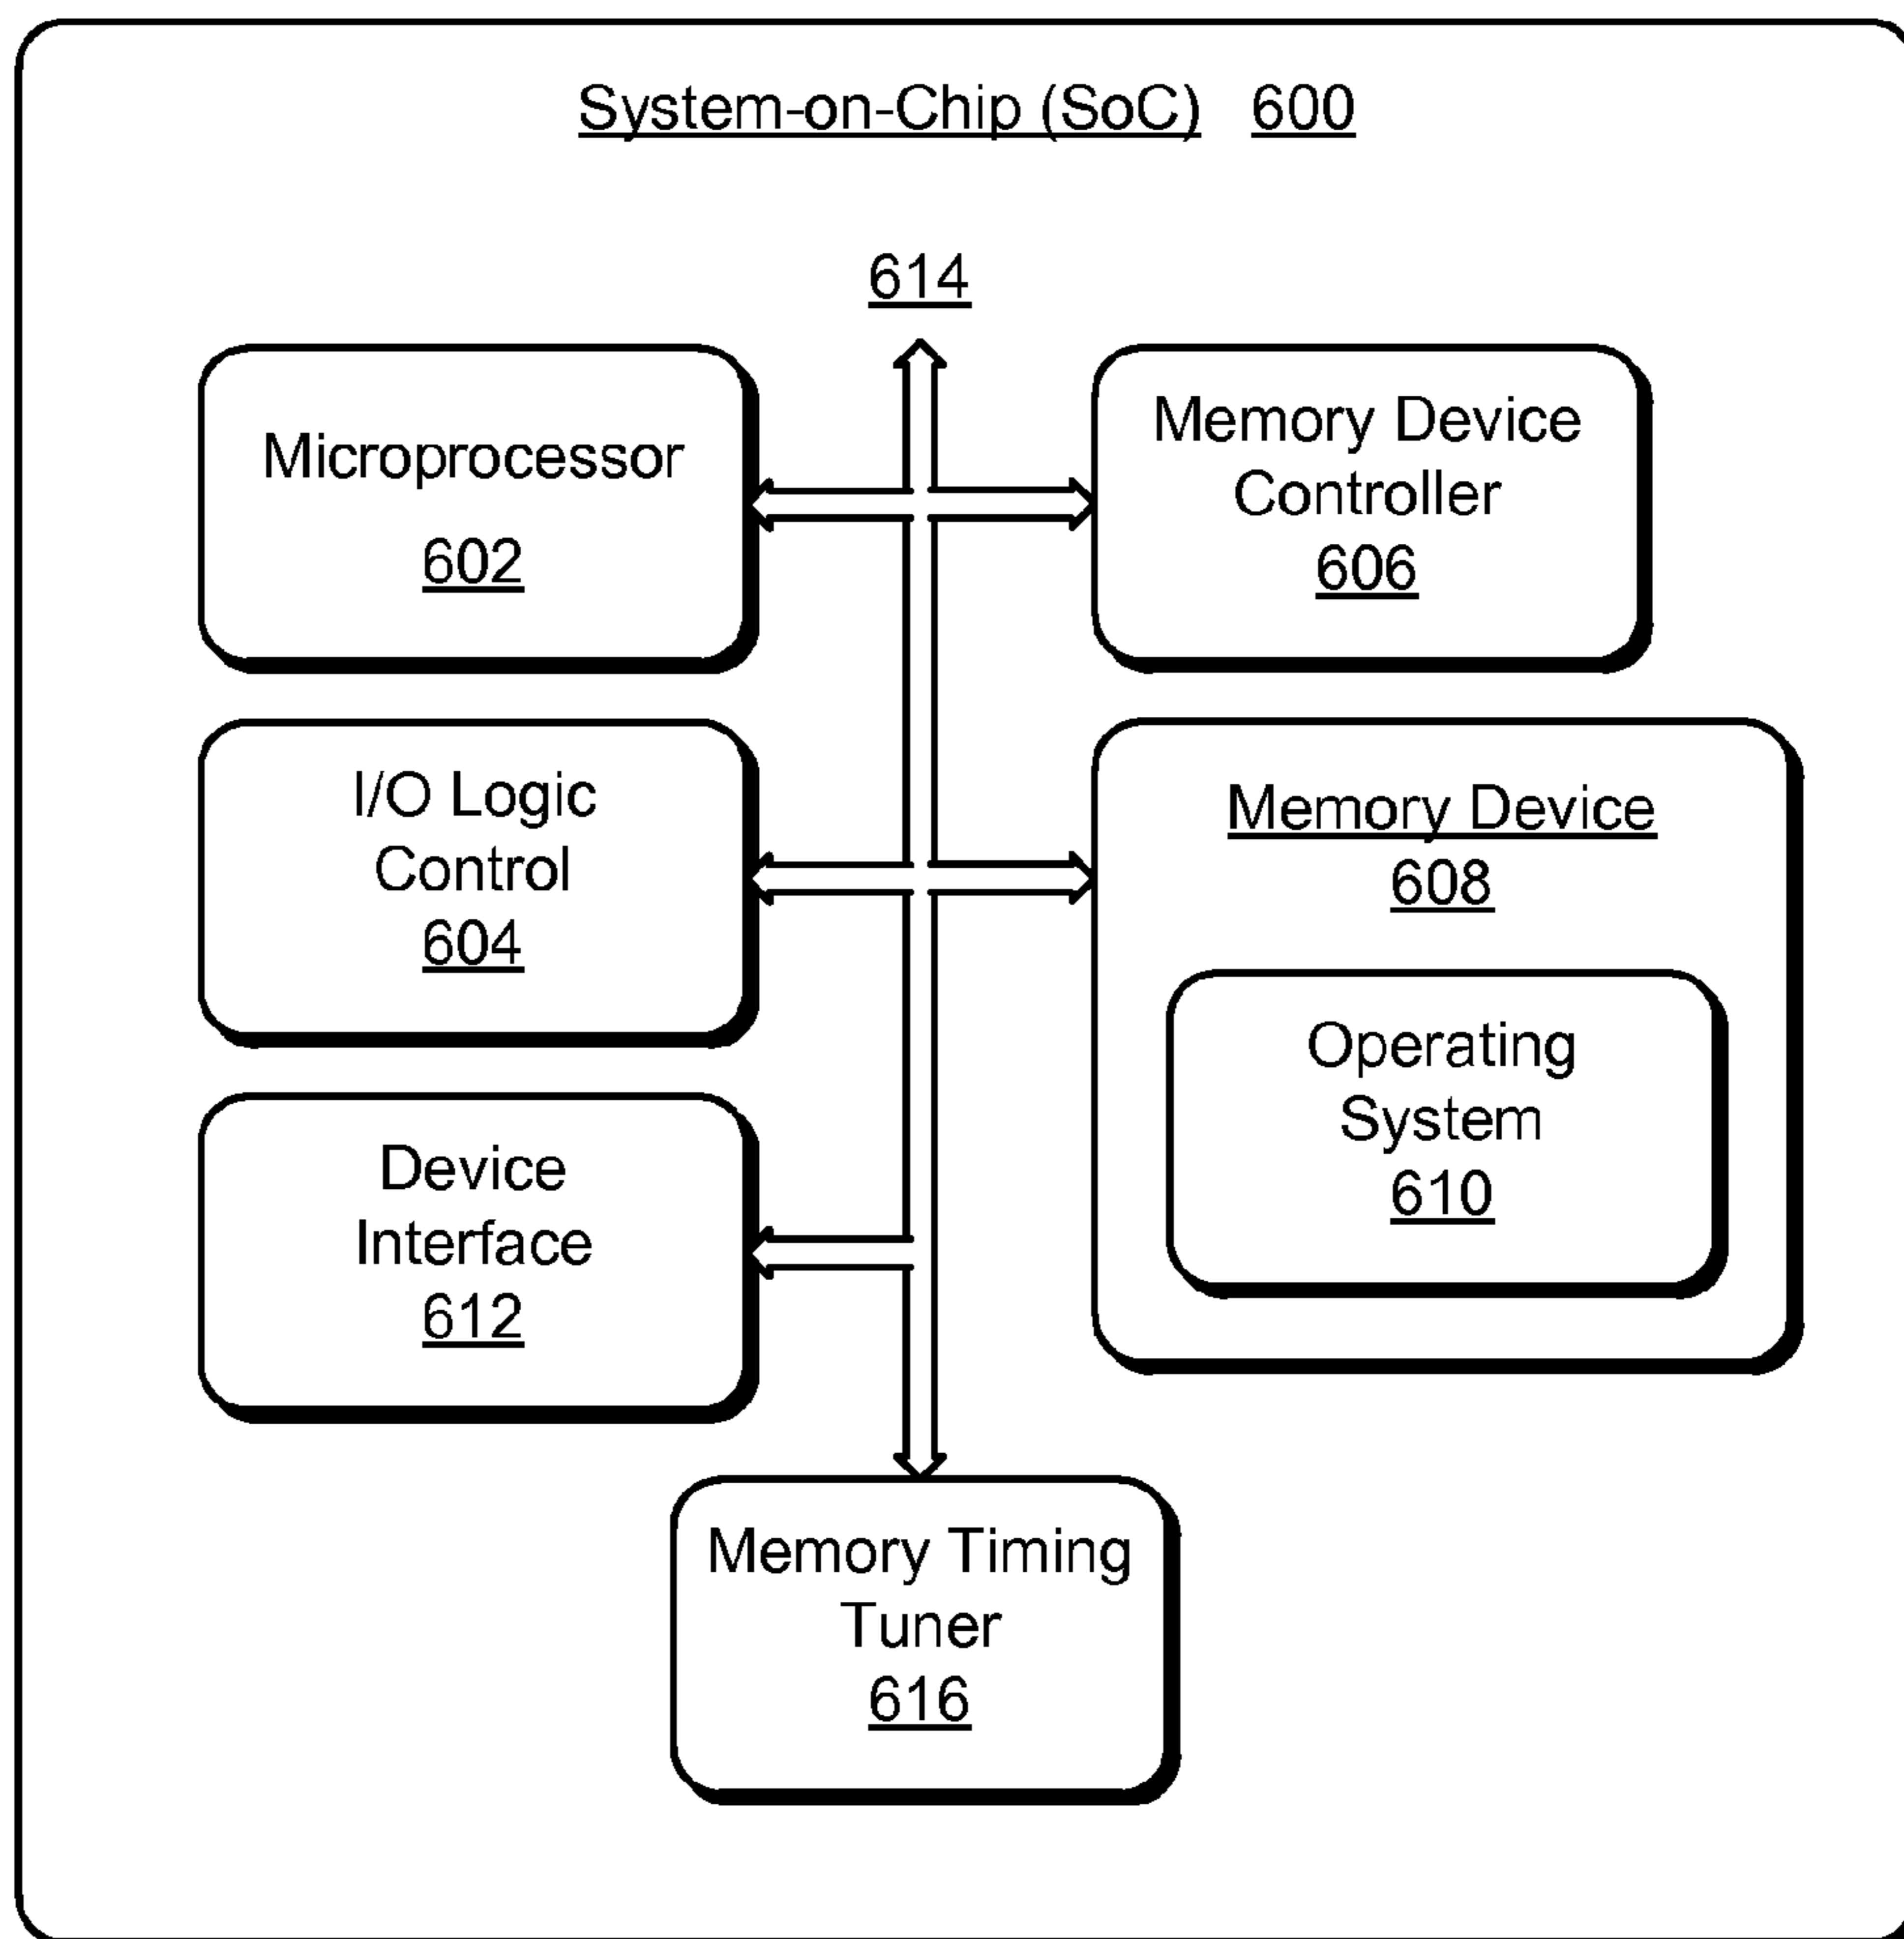 System-on-Chip (SoC) 600
614
Microprocessor
602
Memory Device
Controller
606
I/O Logic
Control
604
Memory Device
608
Operating
System
610
Device
Interface
612
Memory Timing
Tuner
616